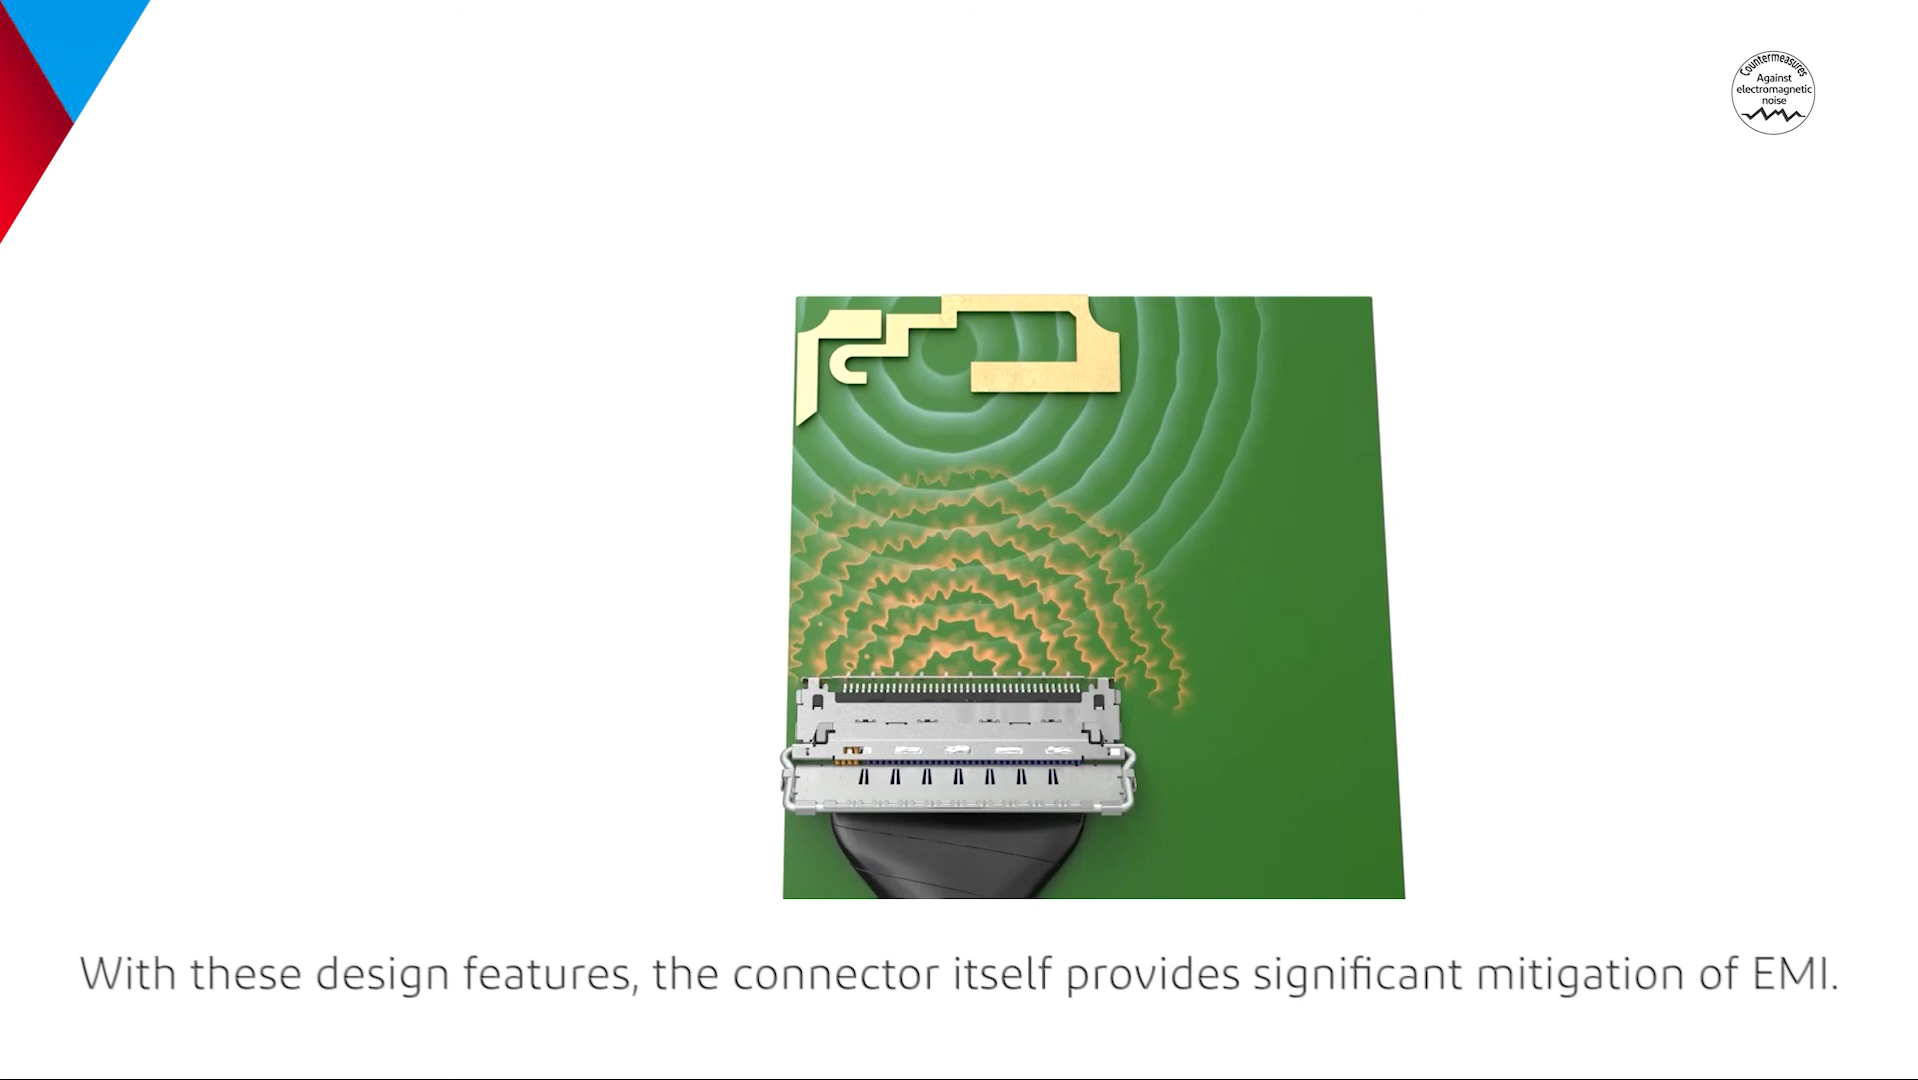 Countermeasures
Against
electromagnetic
noise
With these design features, the connector itself provides significant mitigation of EMI.